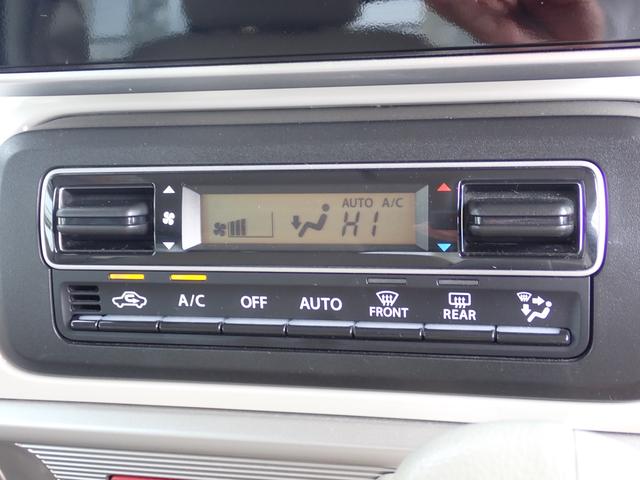 AUTO A/C
HI
A/C
OFF
AUTO
FRONT
REAR